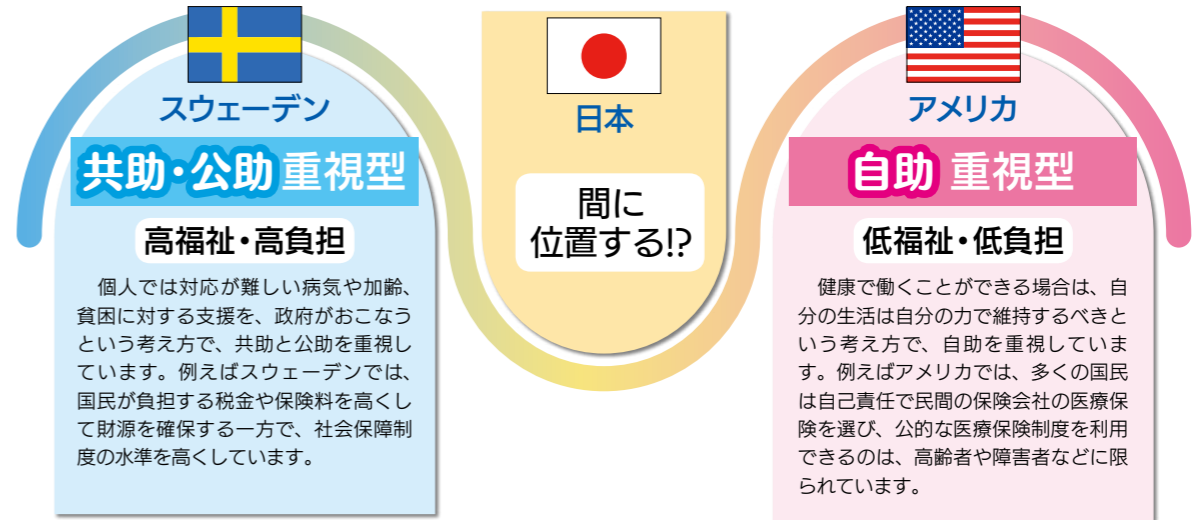 スウェーデン
共助・公助重視型
高福祉・高負担
個人では対応が難しい病気や加齢、
貧困に対する支援を、政府がおこなう
という考え方で、共助と公助を重視し
ています。例えばスウェーデンでは、
国民が負担する税金や保険料を高くし
て財源を確保する一方で、社会保障制
度の水準を高くしています。
日本
間に
位置する!?
アメリカ
自助 重視型
低福祉・低負担
健康で働くことができる場合は、自
分の生活は自分の力で維持するべきと
いう考え方で、自助を重視していま
す。例えばアメリカでは、多くの国民
は自己責任で民間の保険会社の医療保
険を選び、公的な医療保険制度を利用
できるのは、高齢者や障害者などに限
られています。